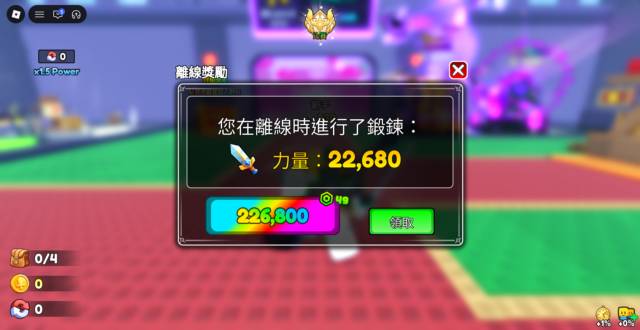 0
x1.5 Power
離線獎勵
您在離線時進行了鍛鍊：
力量：22,680
49
226,800
領取
0/4
0
0
+1%
+0%